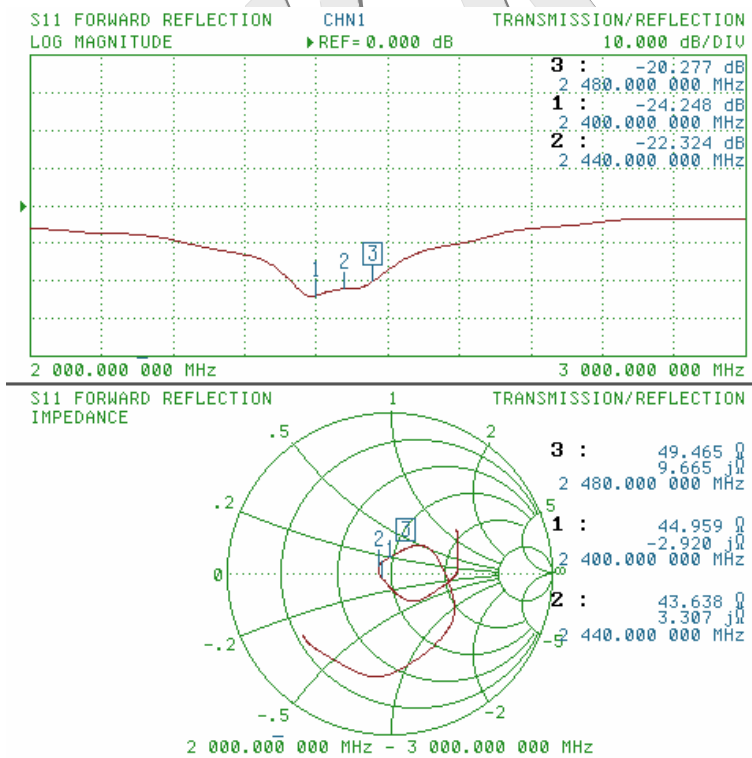 S11 FORWARD REFLECTION CHN1 TRANSMISSION/REFLECTION
LOG MAGNITUDE ▶REF= 0.000 dB 10.000 dB/DIV
3 : -20.277 dB
2 480.000 000 MHz
1 : -24.248 dB
2 400.000 000 MHz
2 : -22.324 dB
2 440.000 000 MHz
1 2 3
2 000.000 000 MHz 3 000.000 000 MHz
S11 FORWARD REFLECTION TRANSMISSION/REFLECTION
IMPEDANCE
1
.5 2
3 : 49.465 Ω
9.665 jΩ
2 480.000 000 MHz
.2 5
1 : 44.959 Ω
-2.920 jΩ
2 400.000 000 MHz
2 3
0 ∞
2 : 43.638 Ω
3.307 jΩ
2 440.000 000 MHz
-.2 -5
-.5 -2
2 000.000 000 MHz - 3 000.000 000 MHz